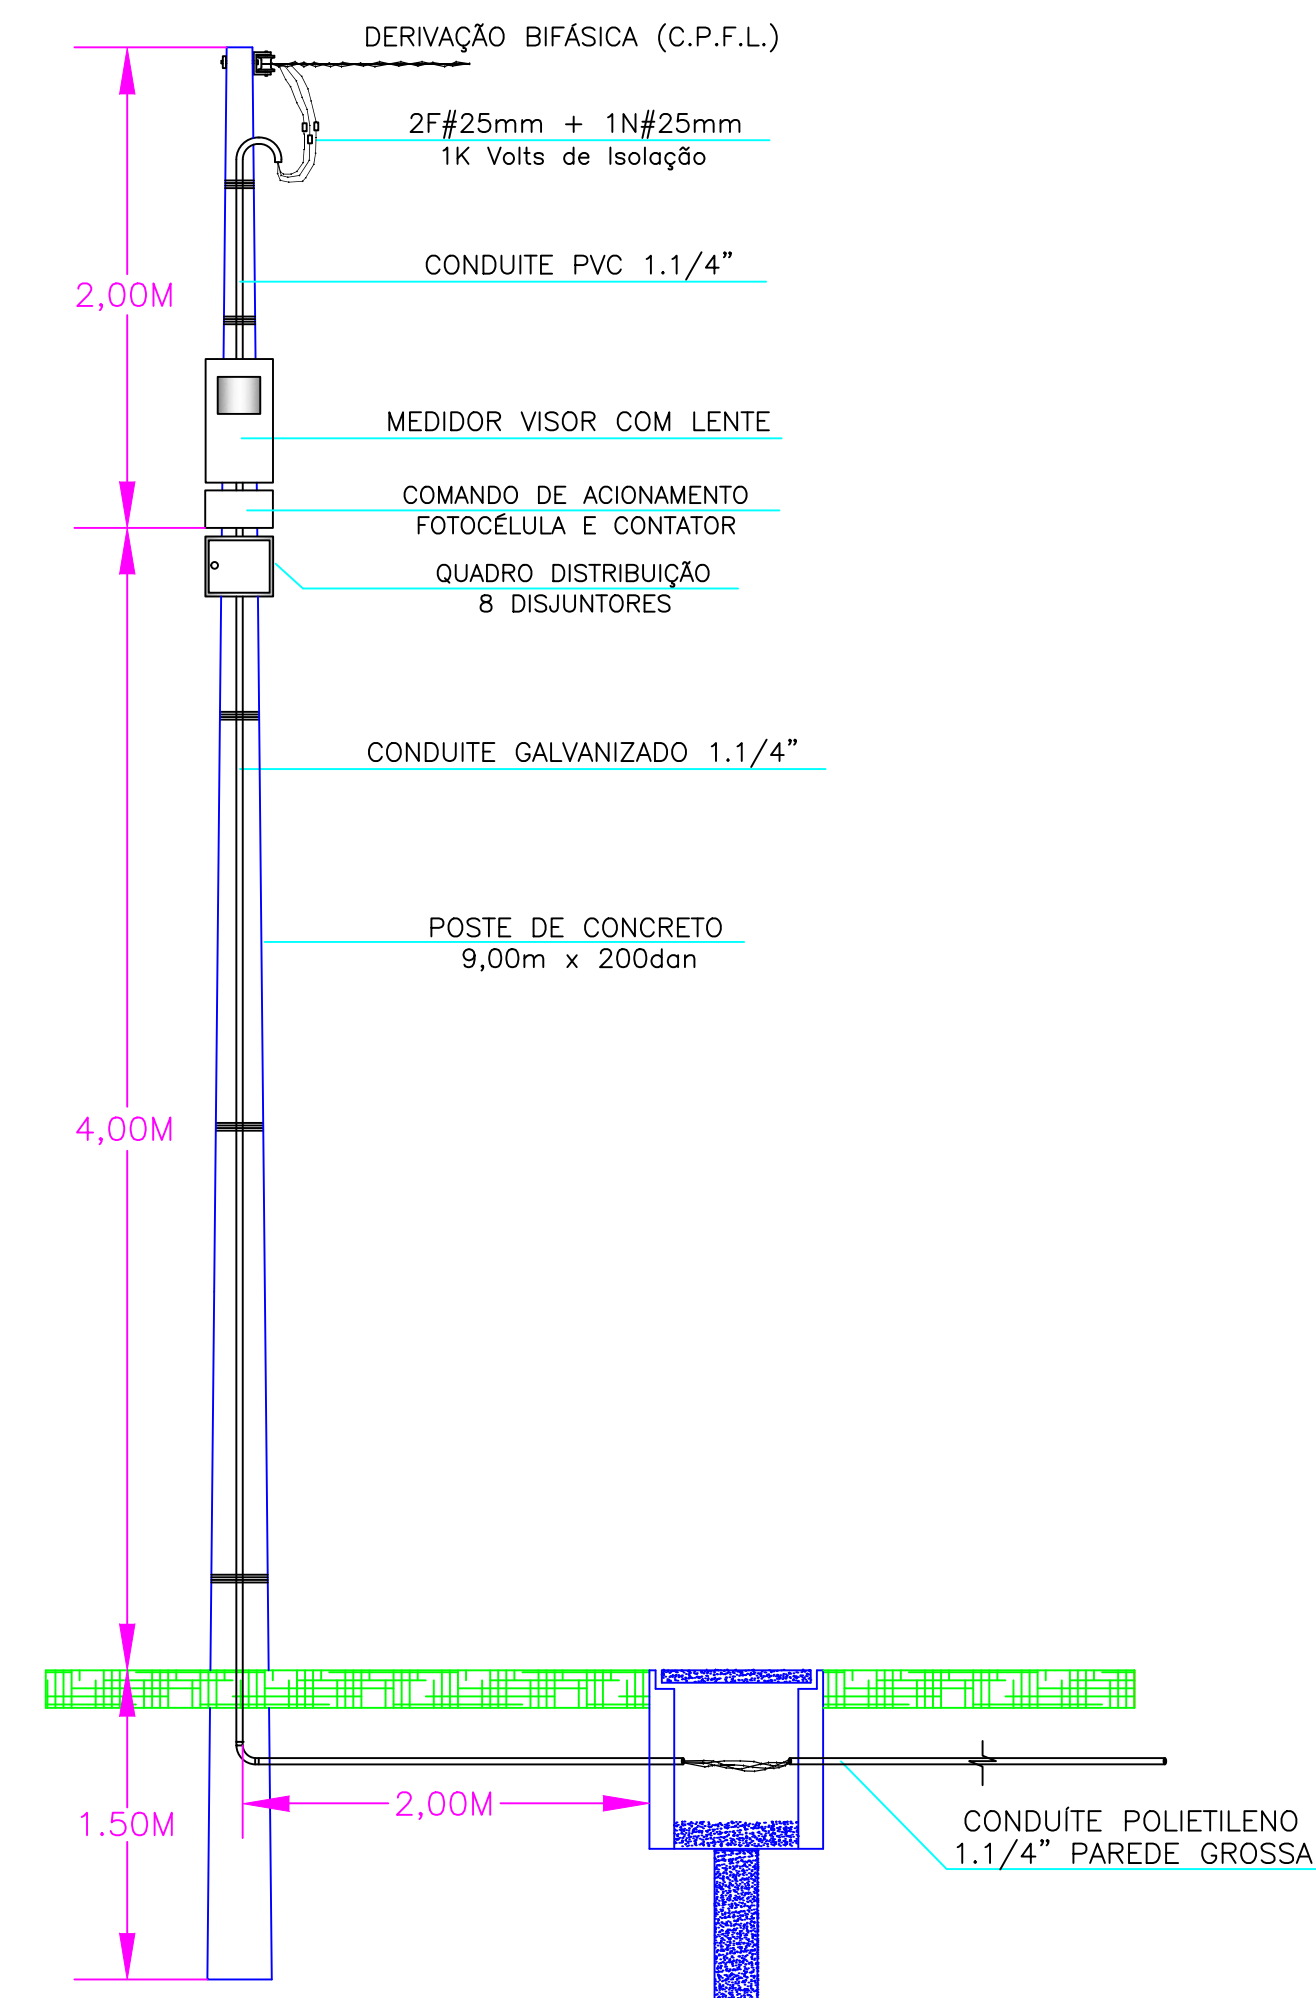 DERIVAÇÃO BIFÁSICA (C.P.F.L.)
2F#25mm + 1N#25mm
1K Volts de Isolação
CONDUITE PVC 1.1/4”
2,00M
MEDIDOR VISOR COM LENTE
COMANDO DE ACIONAMENTO
FOTOCÉLULA E CONTATOR
QUADRO DISTRIBUIÇÃO
8 DISJUNTORES
CONDUITE GALVANIZADO 1.1/4”
POSTE DE CONCRETO
9,00m x 200dan
4,00M
2,00M
1.50M
CONDUÍTE POLIETILENO
1.1/4” PAREDE GROSSA